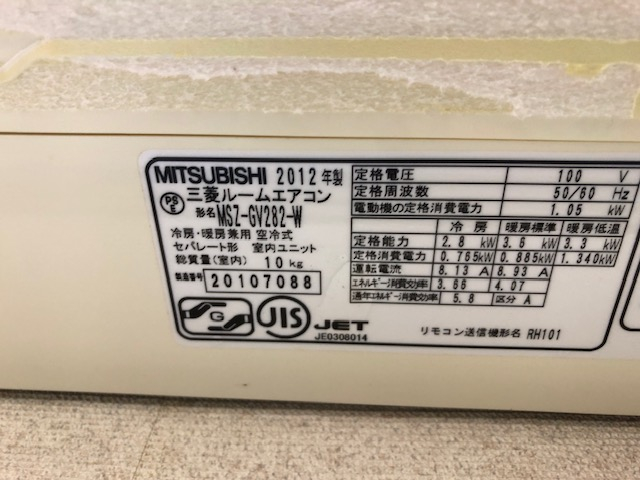 MITSUBISHI 2012年製
三菱ルームエアコン
形名 MSZ-GV282-W
冷房・暖房兼用 空冷式
セパレート形 室内ユニット
総質量(室内) 10kg
製造番号 20107088
PS
E
G
JIS
JET
JE0308014
定格電圧 100 V
定格周波数 50/60 Hz
電動機の定格消費電力 1.05 kW
冷房 暖房標準 暖房低温
定格能力 2.8 kW 3.6 kW 3.3 kW
定格消費電力 0.765kW 0.885kW 1.340kW
運転電流 8.13 A 8.93 A
エネルギー消費効率 3.66 4.07
通年エネルギー消費効率 5.8 区分 A
リモコン送信機形名 RH101